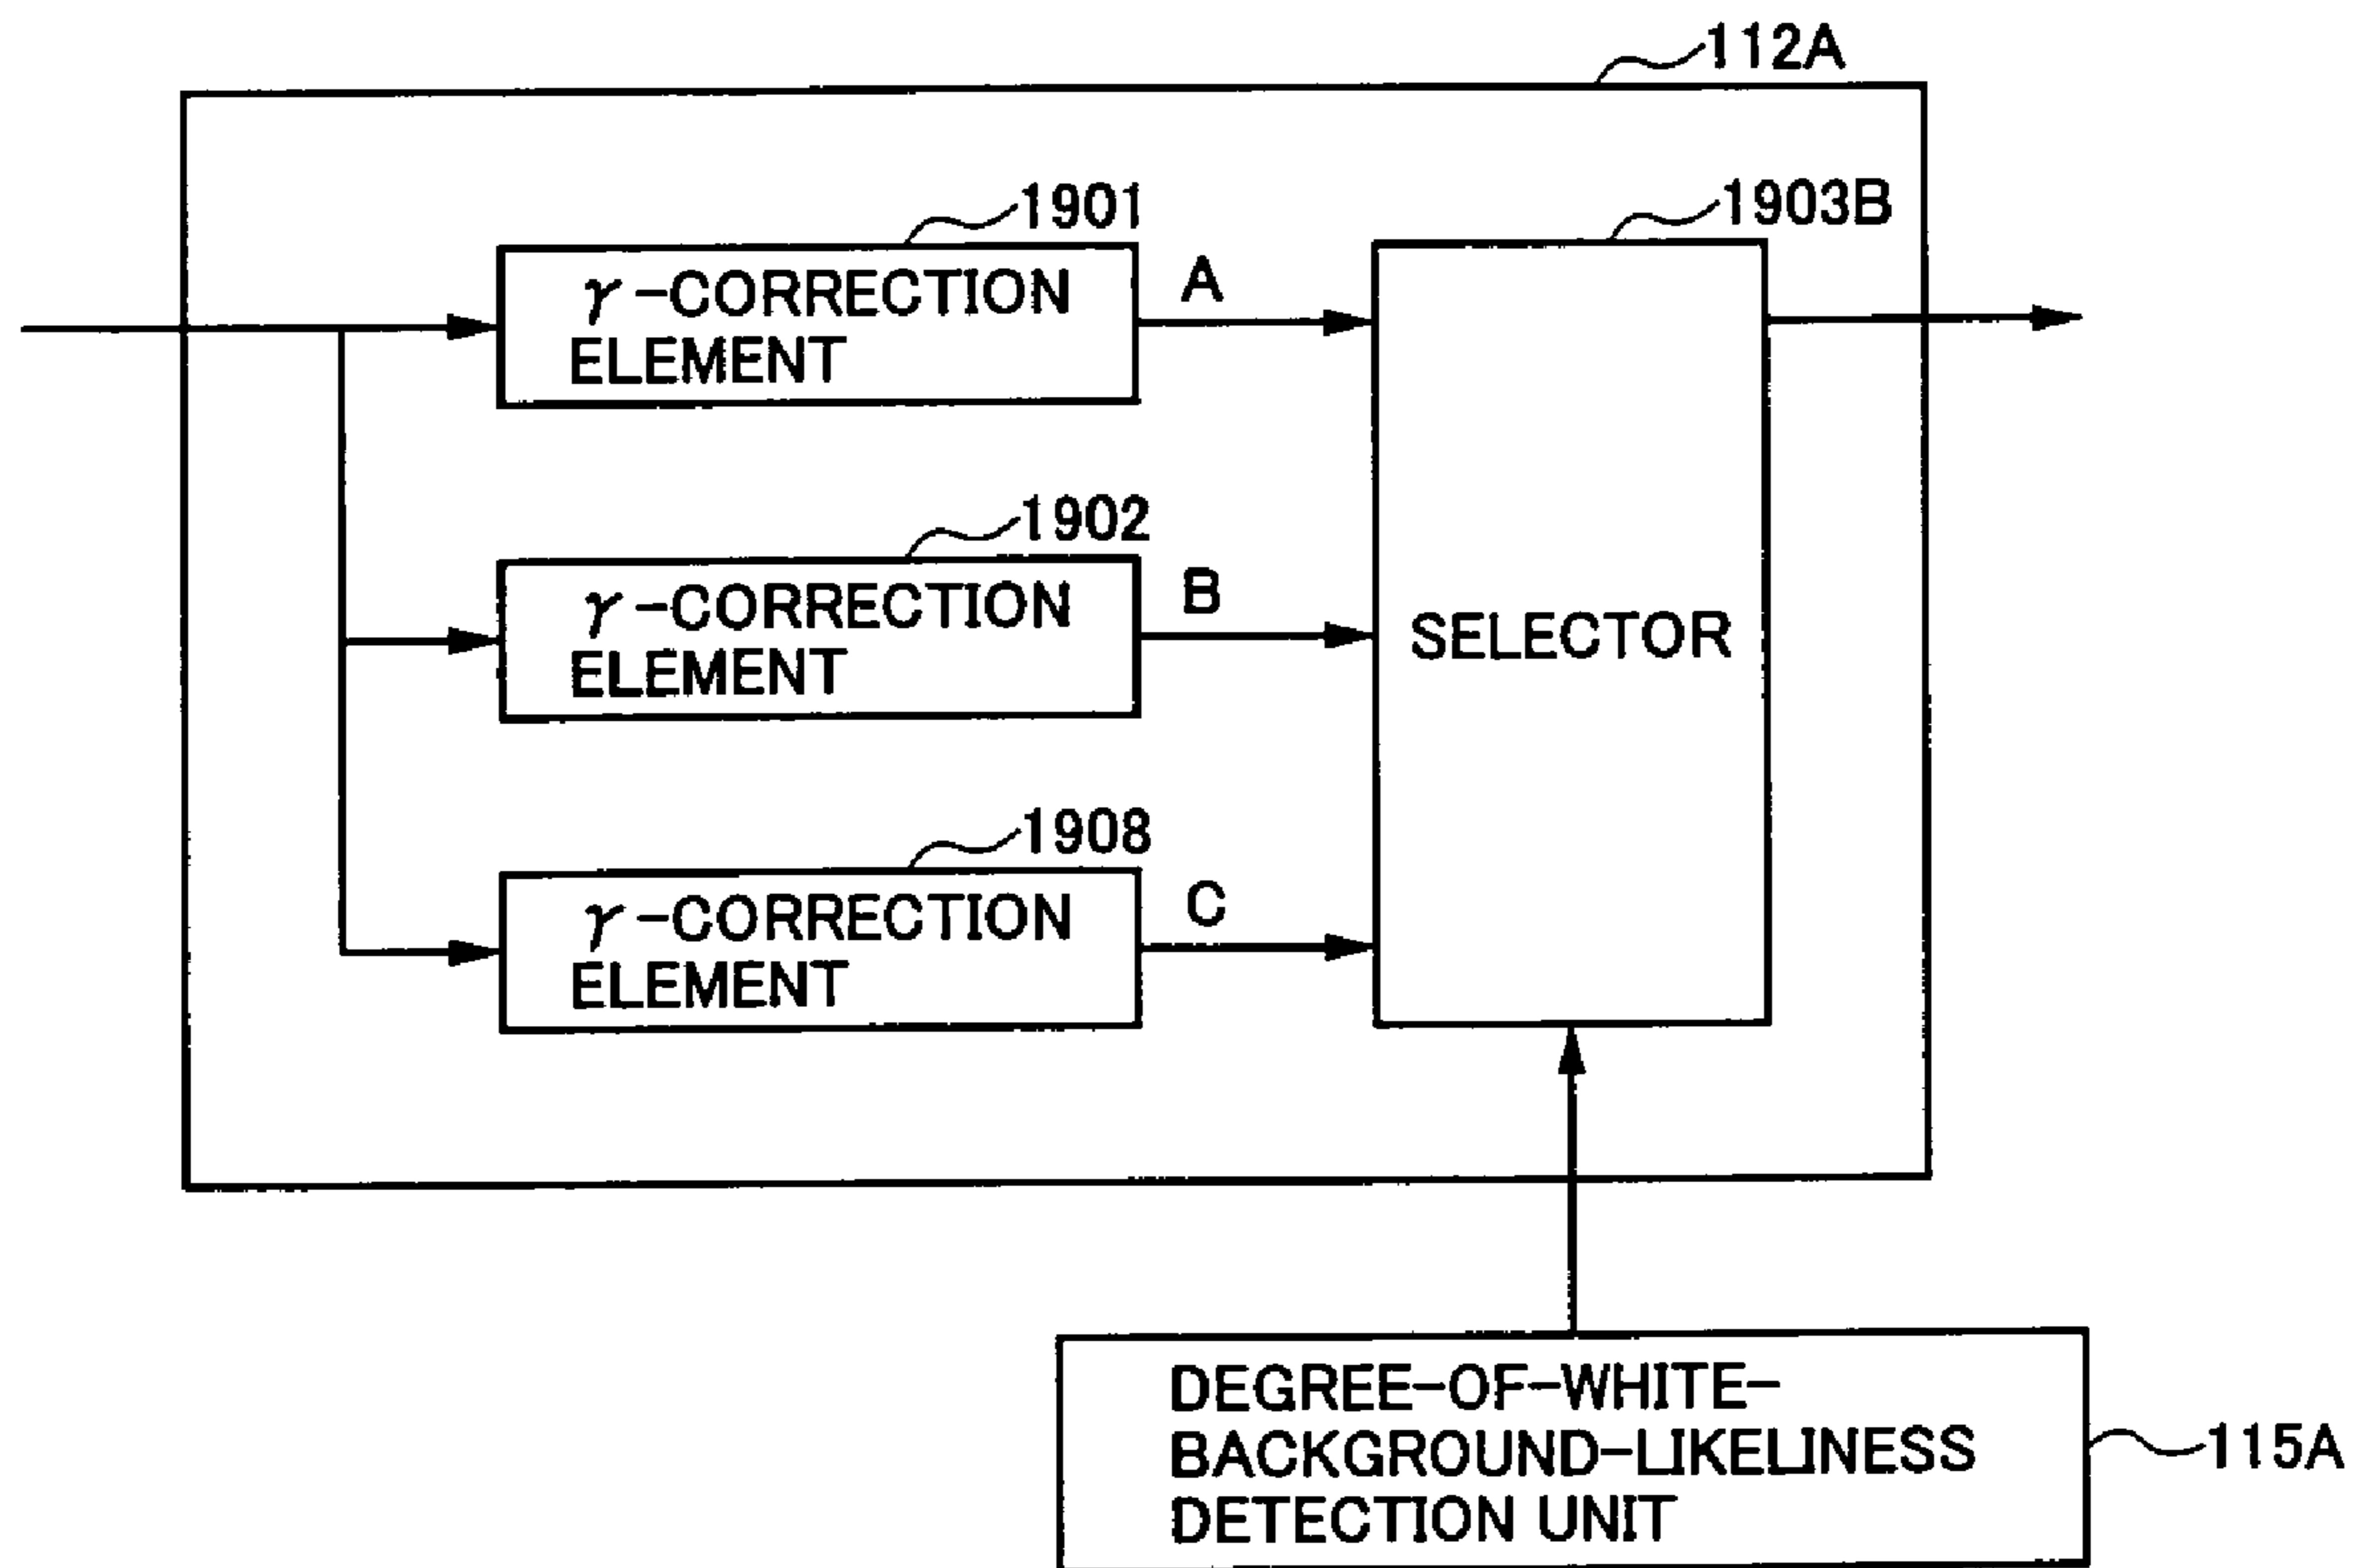 112A
1901
1903B
γ-CORRECTION
ELEMENT
A
1902
γ-CORRECTION
ELEMENT
B
SELECTOR
1908
γ-CORRECTION
ELEMENT
C
DEGREE-OF-WHITE-
BACKGROUND-LIKELINESS
DETECTION UNIT
115A